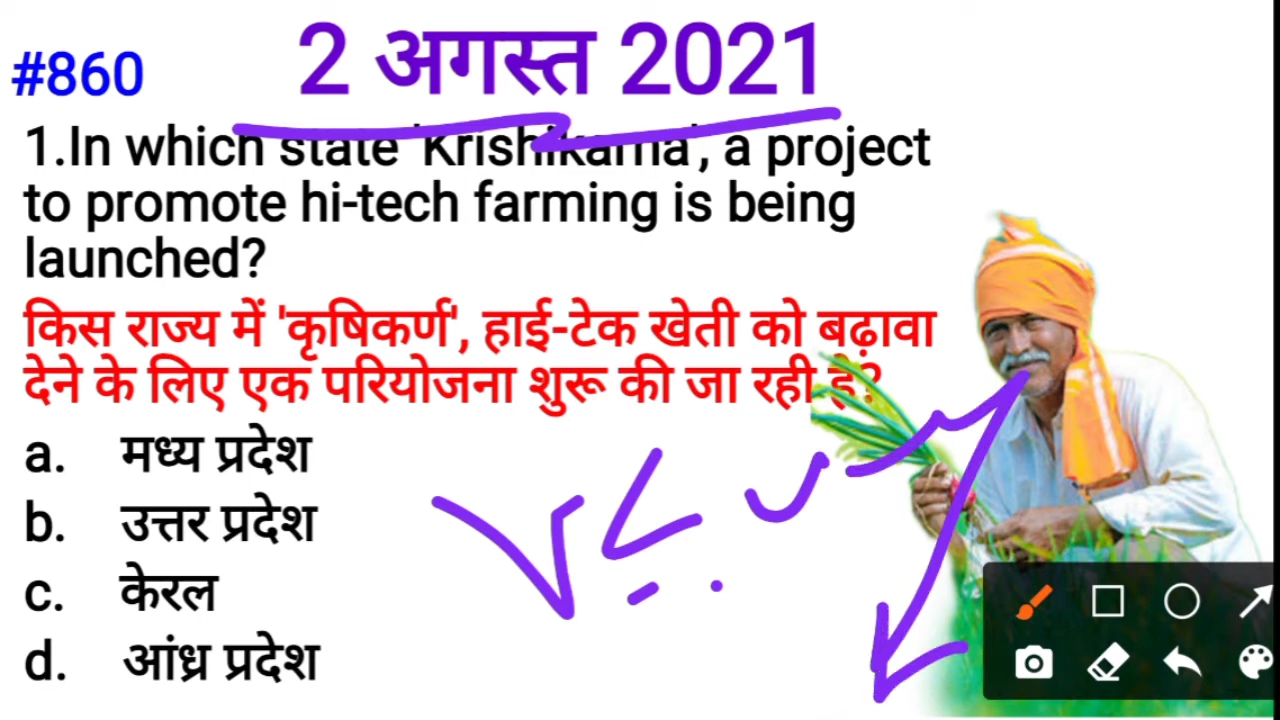 #860
2 अगस्त 2021
1.In which state 'Krishikarna', a project
to promote hi-tech farming is being
launched?
किस राज्य में 'कृषिकर्ण', हाई-टेक खेती को बढ़ावा
देने के लिए एक परियोजना शुरू की जा रही है?
a. मध्य प्रदेश
b. उत्तर प्रदेश
c. केरल
d. आंध्र प्रदेश